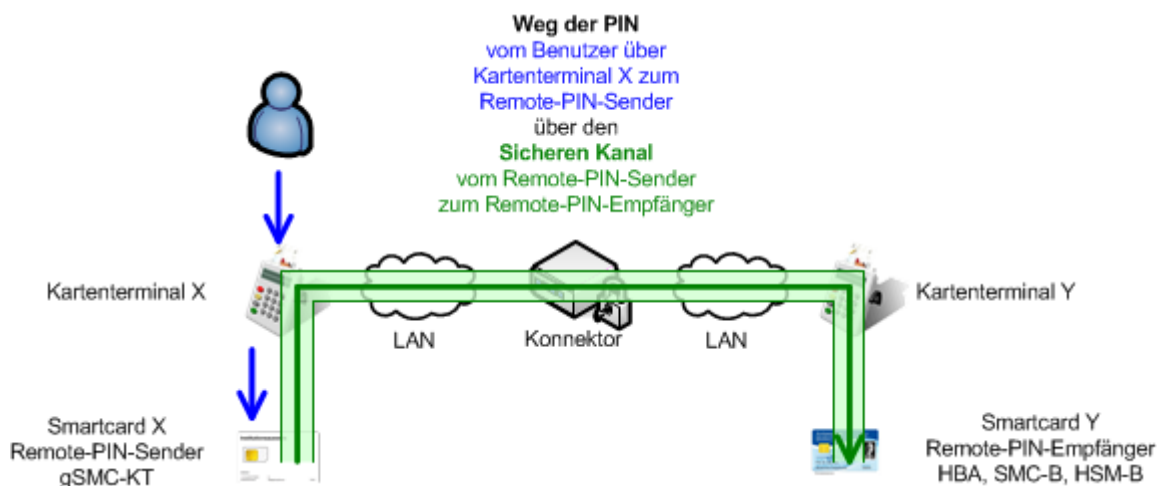 Weg der PIN
vom Benutzer über
Kartenterminal X zum
Remote-PIN-Sender
über den
Sicheren Kanal
vom Remote-PIN-Sender
zum Remote-PIN-Empfänger
Kartenterminal X
Kartenterminal Y
LAN
Konnektor
LAN
Smartcard X
Remote-PIN-Sender
gSMC-KT
Smartcard Y
Remote-PIN-Empfänger
HBA, SMC-B, HSM-B